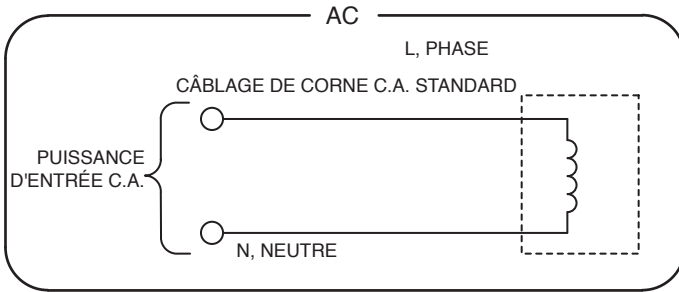 AC
L, PHASE
CÂBLAGE DE CORNE C.A. STANDARD
PUISSANCE
D'ENTRÉE C.A.
N, NEUTRE